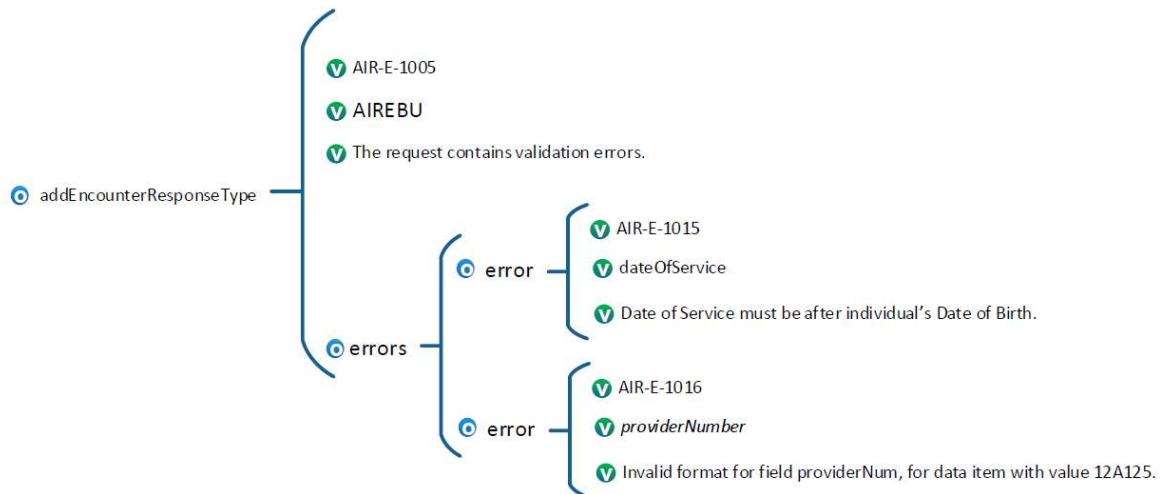 AIR-E-1005
AIREBU
The request contains validation errors.
addEncounterResponseType
AIR-E-1015
error
dateOfService
Date of Service must be after individual’s Date of Birth.
errors
AIR-E-1016
error
providerNumber
Invalid format for field providerNum, for data item with value 12A125.